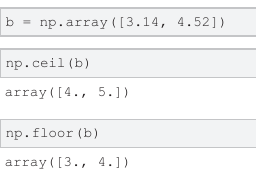 b = np.array([3.14, 4.52])
np.ceil(b)
array([4., 5.])
np.floor(b)
array([3., 4.])